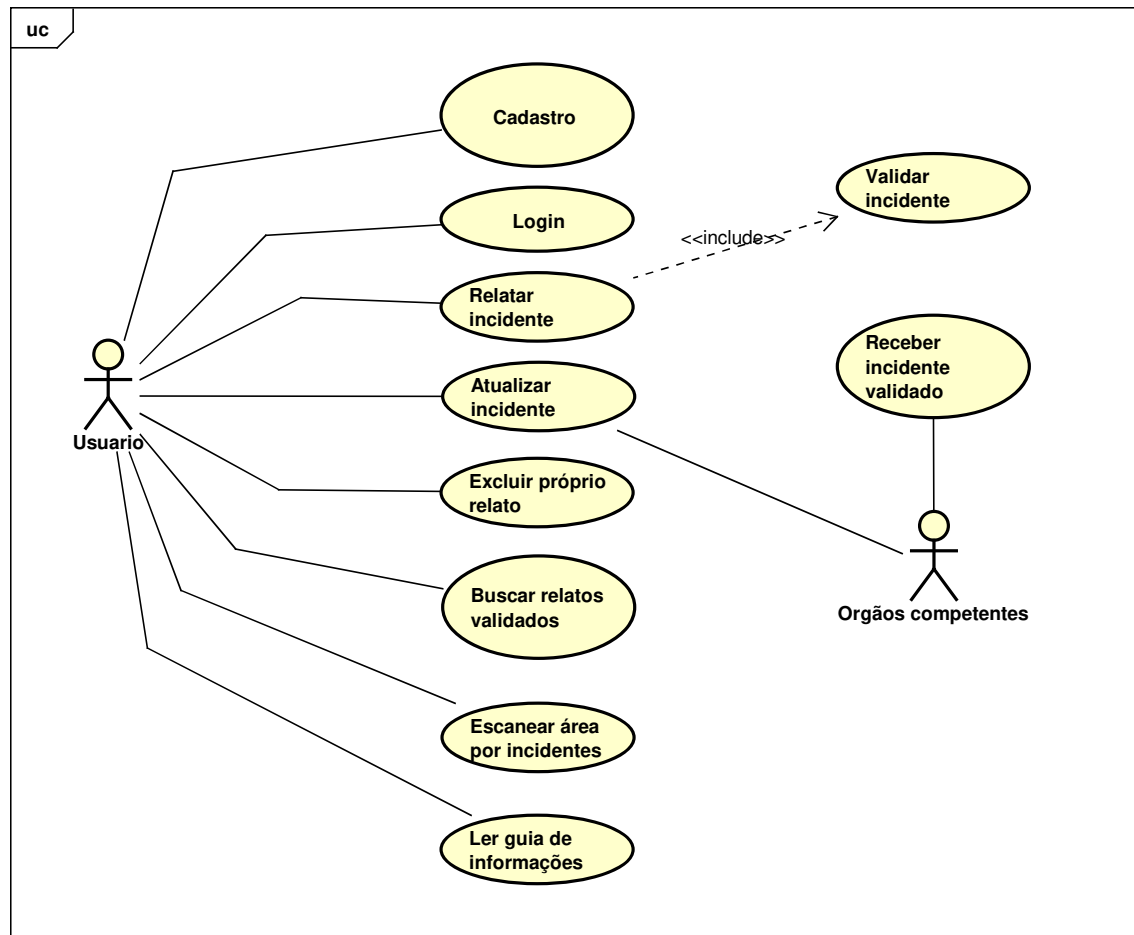 uc
Cadastro
Validar
incidente
Login
<<include>>
Relatar
incidente
Receber
incidente
validado
Atualizar
incidente
Usuario
Excluir próprio
relato
Buscar relatos
validados
Orgãos competentes
Escanear área
por incidentes
Ler guia de
informações